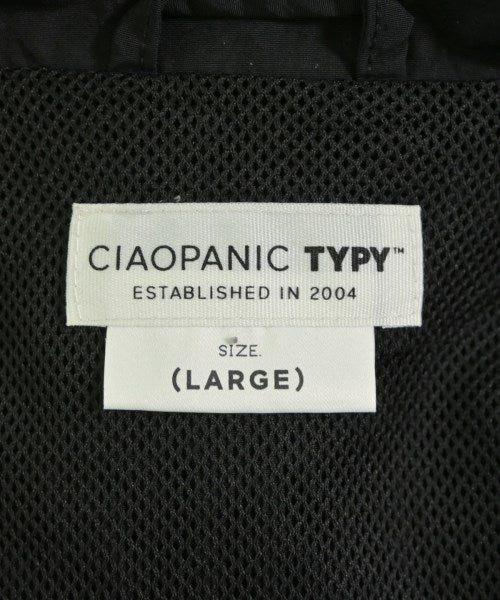 CIAOPANIC TYPY™
ESTABLISHED IN 2004
SIZE.
(LARGE)